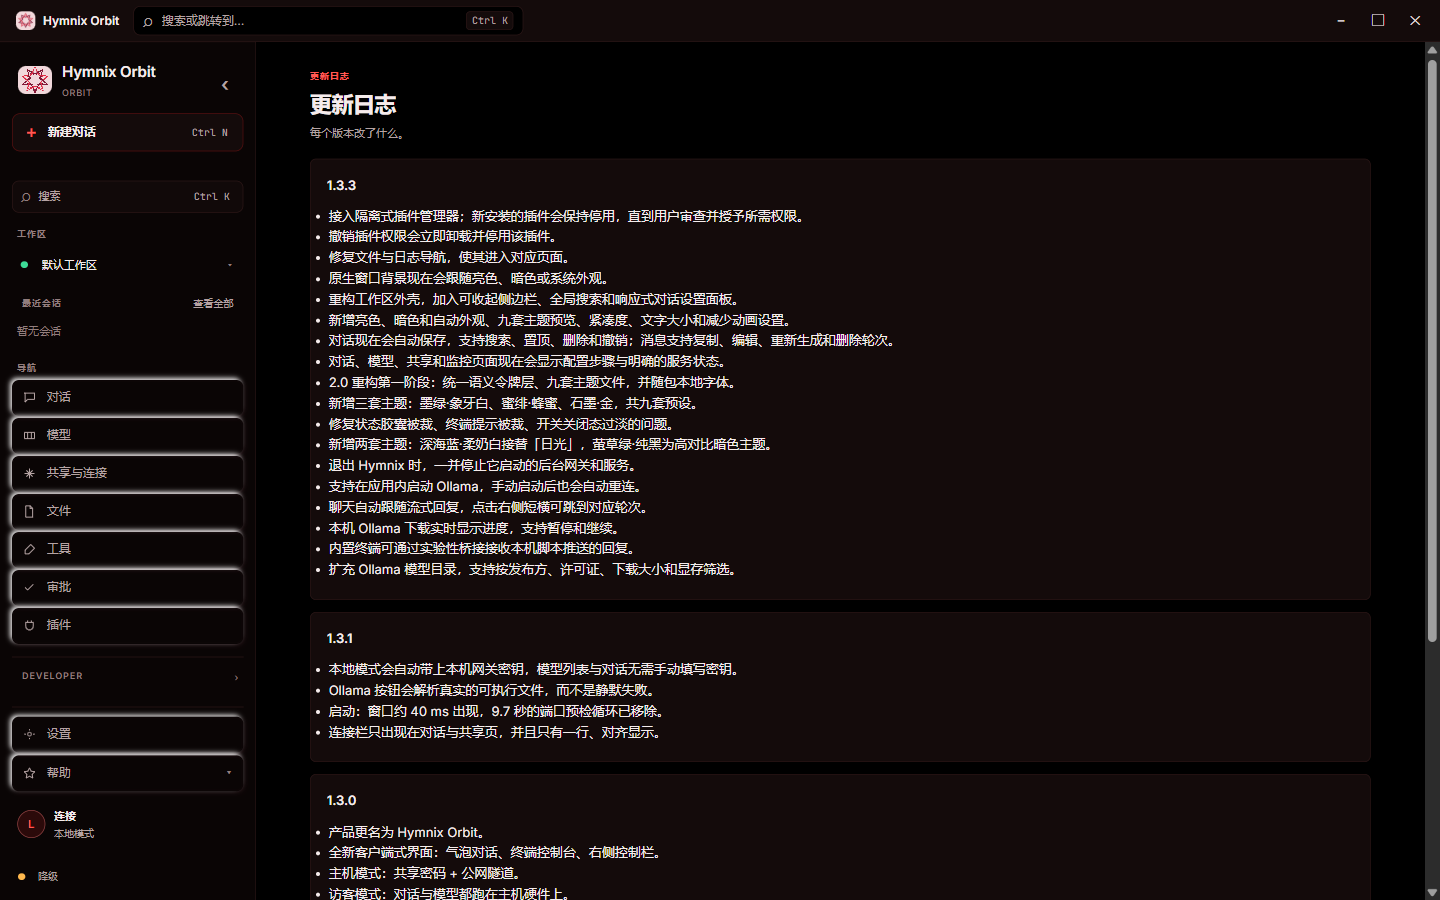 Hymnix Orbit
搜索或跳转到... Ctrl K
Hymnix Orbit
ORBIT
新建对话 Ctrl N
搜索 Ctrl K
工作区
默认工作区
最近会话 查看全部
暂无会话
导航
对话
模型
共享与连接
文件
工具
审批
插件
DEVELOPER
设置
帮助
L
连接
本地模式
降级
更新日志
更新日志
每个版本改了什么。
1.3.3
接入隔离式插件管理器；新安装的插件会保持停用，直到用户审查并授予所需权限。
撤销插件权限会立即卸载并停用该插件。
修复文件与日志导航，使其进入对应页面。
原生窗口背景现在会跟随亮色、暗色或系统外观。
重构工作区外壳，加入可收起侧边栏、全局搜索和响应式对话设置面板。
新增亮色、暗色和自动外观、九套主题预览、紧凑度、文字大小和减少动画设置。
对话现在会自动保存，支持搜索、置顶、删除和撤销；消息支持复制、编辑、重新生成和删除轮次。
对话、模型、共享和监控页面现在会显示配置步骤与明确的服务状态。
2.0 重构第一阶段：统一语义令牌层、九套主题文件，并随包本地字体。
新增三套主题：墨绿·象牙白、蜜绯·蜂蜜、石墨·金，共九套预设。
修复状态胶囊被裁、终端提示被裁、开关关闭态过淡的问题。
新增两套主题：深海蓝·柔奶白接替「日光」，萤草绿·纯黑为高对比暗色主题。
退出 Hymnix 时，一并停止它启动的后台网关和服务。
支持在应用内启动 Ollama，手动启动后也会自动重连。
聊天自动跟随流式回复，点击右侧短横可跳到对应轮次。
本机 Ollama 下载实时显示进度，支持暂停和继续。
内置终端可通过实验性桥接接收本机脚本推送的回复。
扩充 Ollama 模型目录，支持按发布方、许可证、下载大小和显存筛选。
1.3.1
本地模式会自动带上本机网关密钥，模型列表与对话无需手动填写密钥。
Ollama 按钮会解析真实的可执行文件，而不是静默失败。
启动：窗口约 40 ms 出现，9.7 秒的端口预检循环已移除。
连接栏只出现在对话与共享页，并且只有一行、对齐显示。
1.3.0
产品更名为 Hymnix Orbit。
全新客户端式界面：气泡对话、终端控制台、右侧控制栏。
主机模式：共享密码 + 公网隧道。
访客模式：对话与模型都跑在主机硬件上。